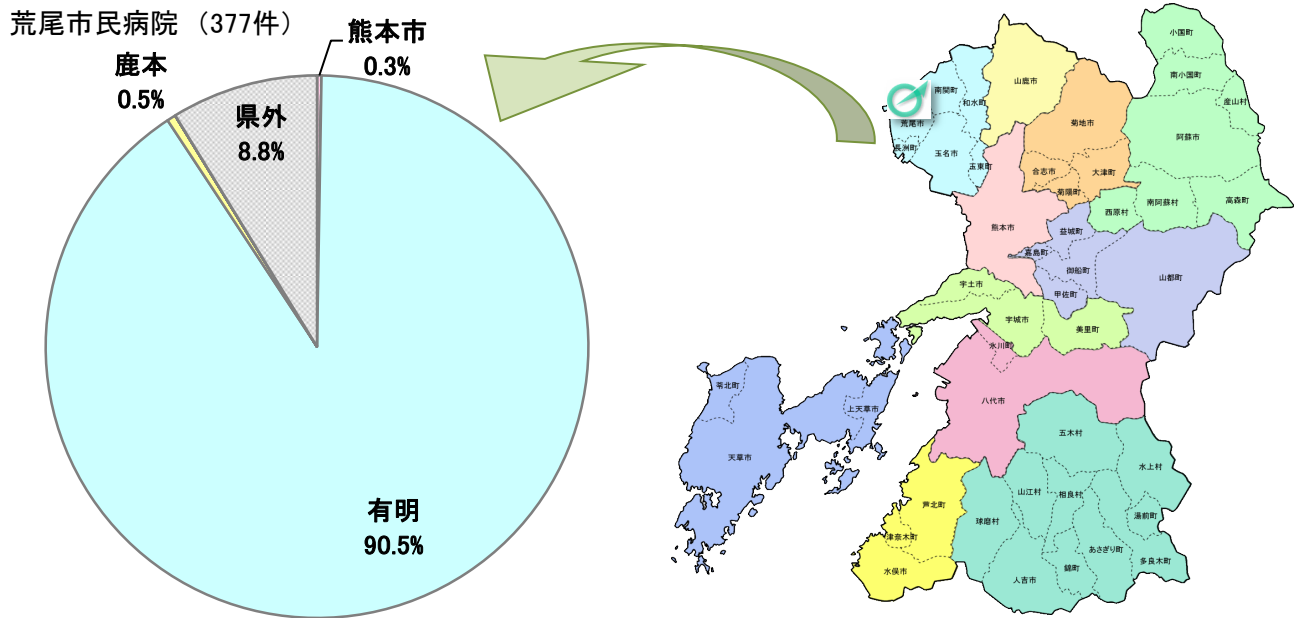 荒尾市民病院 （377件）
熊本市
0.3%
鹿本
0.5%
県外
8.8%
有明
90.5%
小国町
南小国町
産山村
山鹿市
南関町
和水町
荒尾市
長洲町
玉名市
玉東町
菊地市
阿蘇市
合志市
大津町
菊陽町
西原村
南阿蘇村
高森町
熊本市
益城町
嘉島町
御船町
山都町
甲佐町
宇土市
宇城市
美里町
氷川町
八代市
苓北町
上天草市
天草市
五木村
水上村
山江村
相良村
芦北町
球磨村
湯前町
津奈木町
あさぎり町
多良木町
錦町
水俣市
人吉市